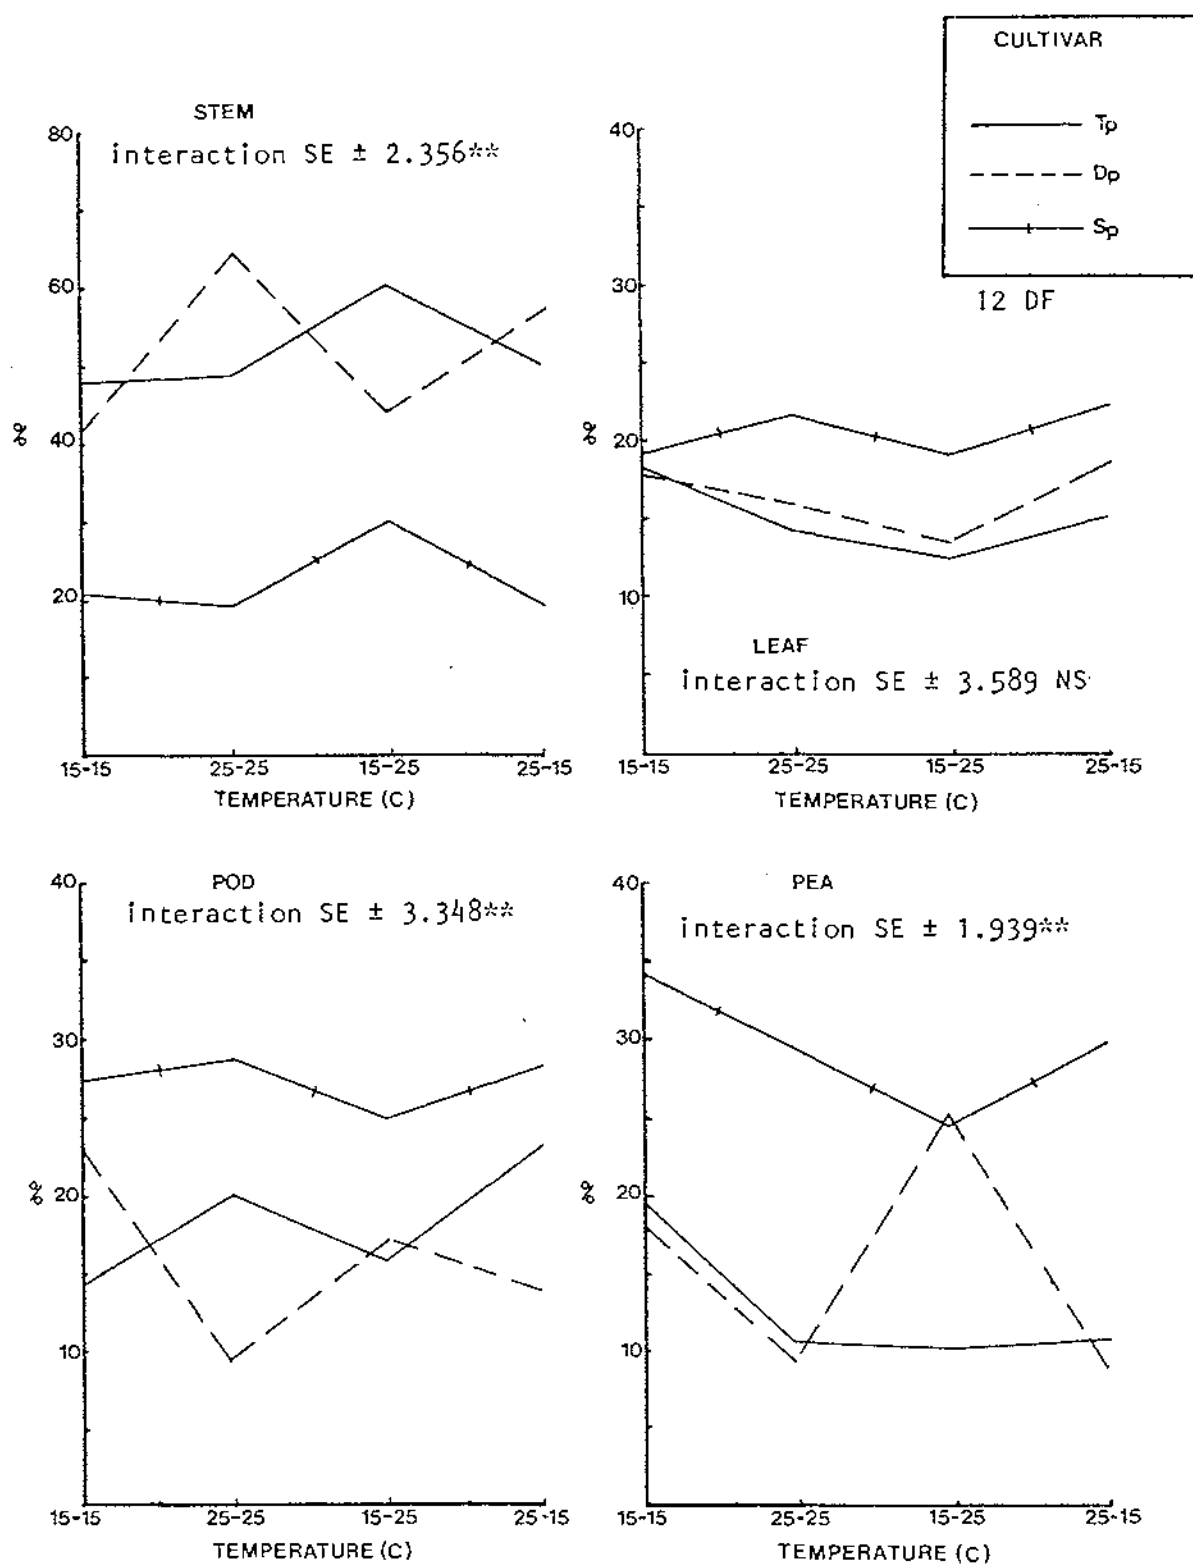 CULTIVAR
Tp
Dp
Sp
12 DF
STEM
interaction SE ± 2.356**
80
60
%
40
20
15-15 25-25 15-25 25-15
TEMPERATURE (C)
40
30
%
20
10
LEAF
interaction SE ± 3.589 NS
15-15 25-25 15-25 25-15
TEMPERATURE (C)
POD
interaction SE ± 3.348**
40
30
%
20
10
15-15 25-25 15-25 25-15
TEMPERATURE (C)
PEA
interaction SE ± 1.939**
40
30
%
20
10
15-15 25-25 15-25 25-15
TEMPERATURE (C)